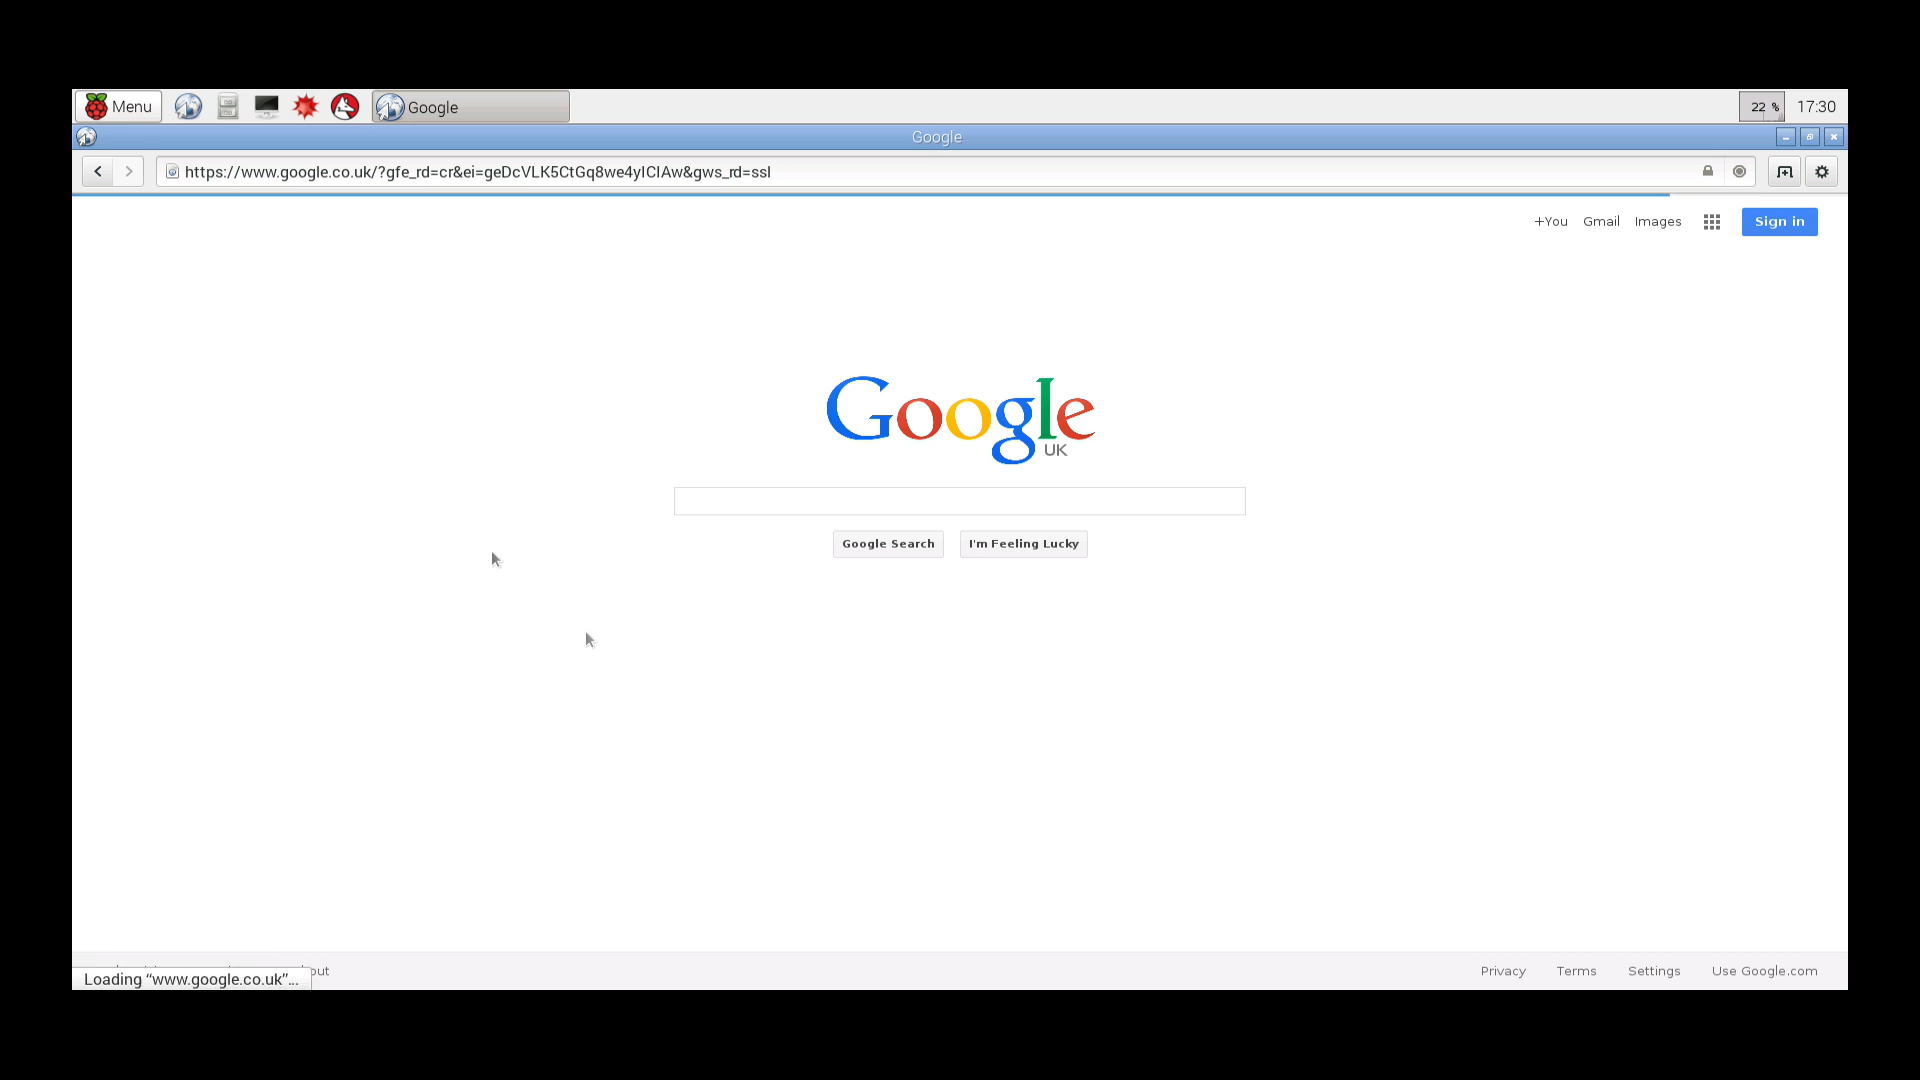 Menu
Google
22 %
17:30
Google
https://www.google.co.uk/?gfe_rd=cr&ei=geDcVLK5CtGq8we4yICIAw&gws_rd=ssl
+You Gmail Images Sign in
Google
UK
Google Search I'm Feeling Lucky
Loading “www.google.co.uk”...
Privacy Terms Settings Use Google.com